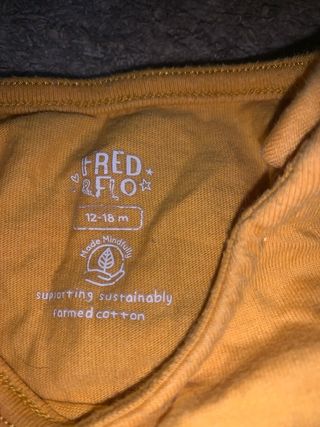 FRED
& FLO
12-18 m
Made Mindfully
supporting sustainably
farmed cotton